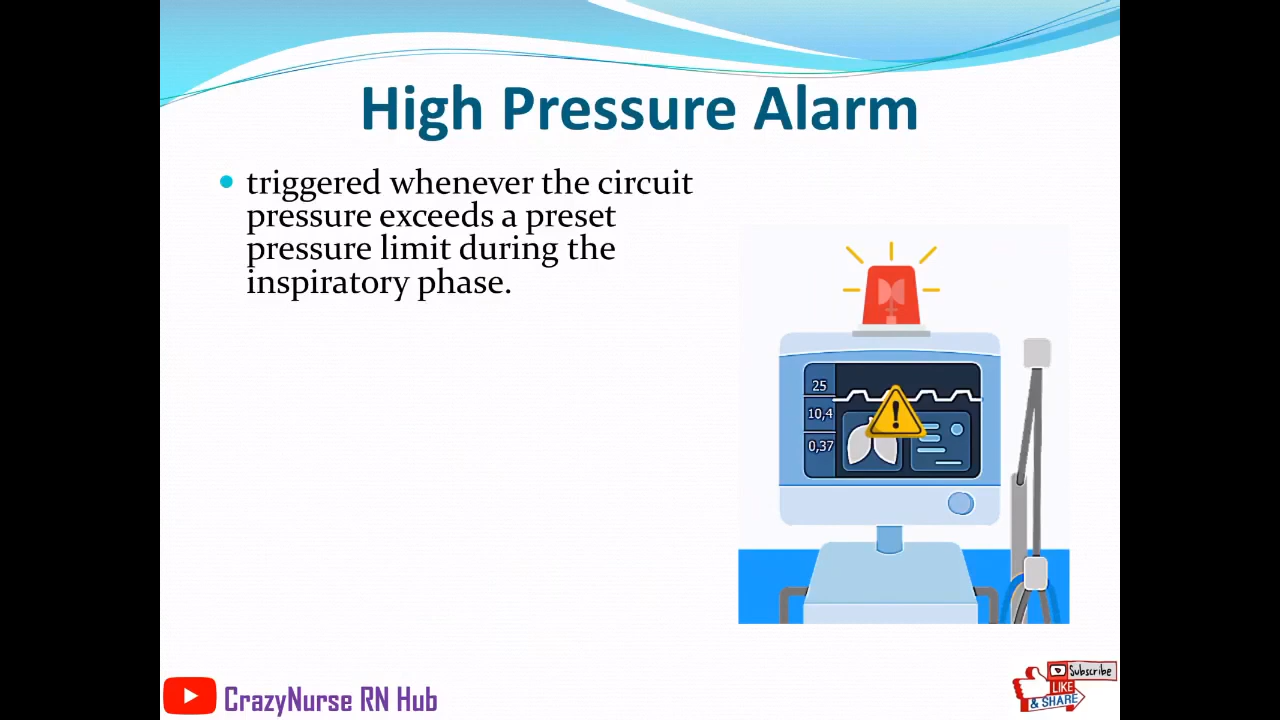 High Pressure Alarm
• triggered whenever the circuit
pressure exceeds a preset
pressure limit during the
inspiratory phase.
25
10,4
0,37
!
CrazyNurse RN Hub
Subscribe
LIKE
& SHARE